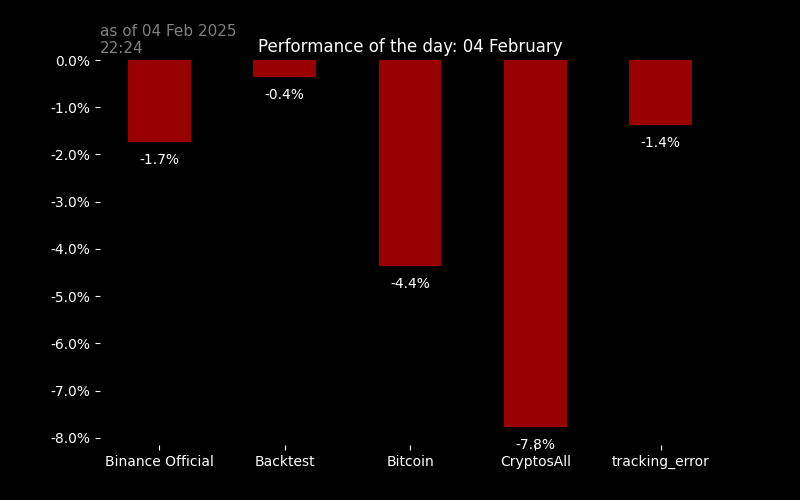 as of 04 Feb 2025
22:24
Performance of the day: 04 February
0.0%
-1.0%
-2.0%
-3.0%
-4.0%
-5.0%
-6.0%
-7.0%
-8.0%
-1.7%
-0.4%
-4.4%
-7.8%
-1.4%
Binance Official
Backtest
Bitcoin
CryptosAll
tracking_error